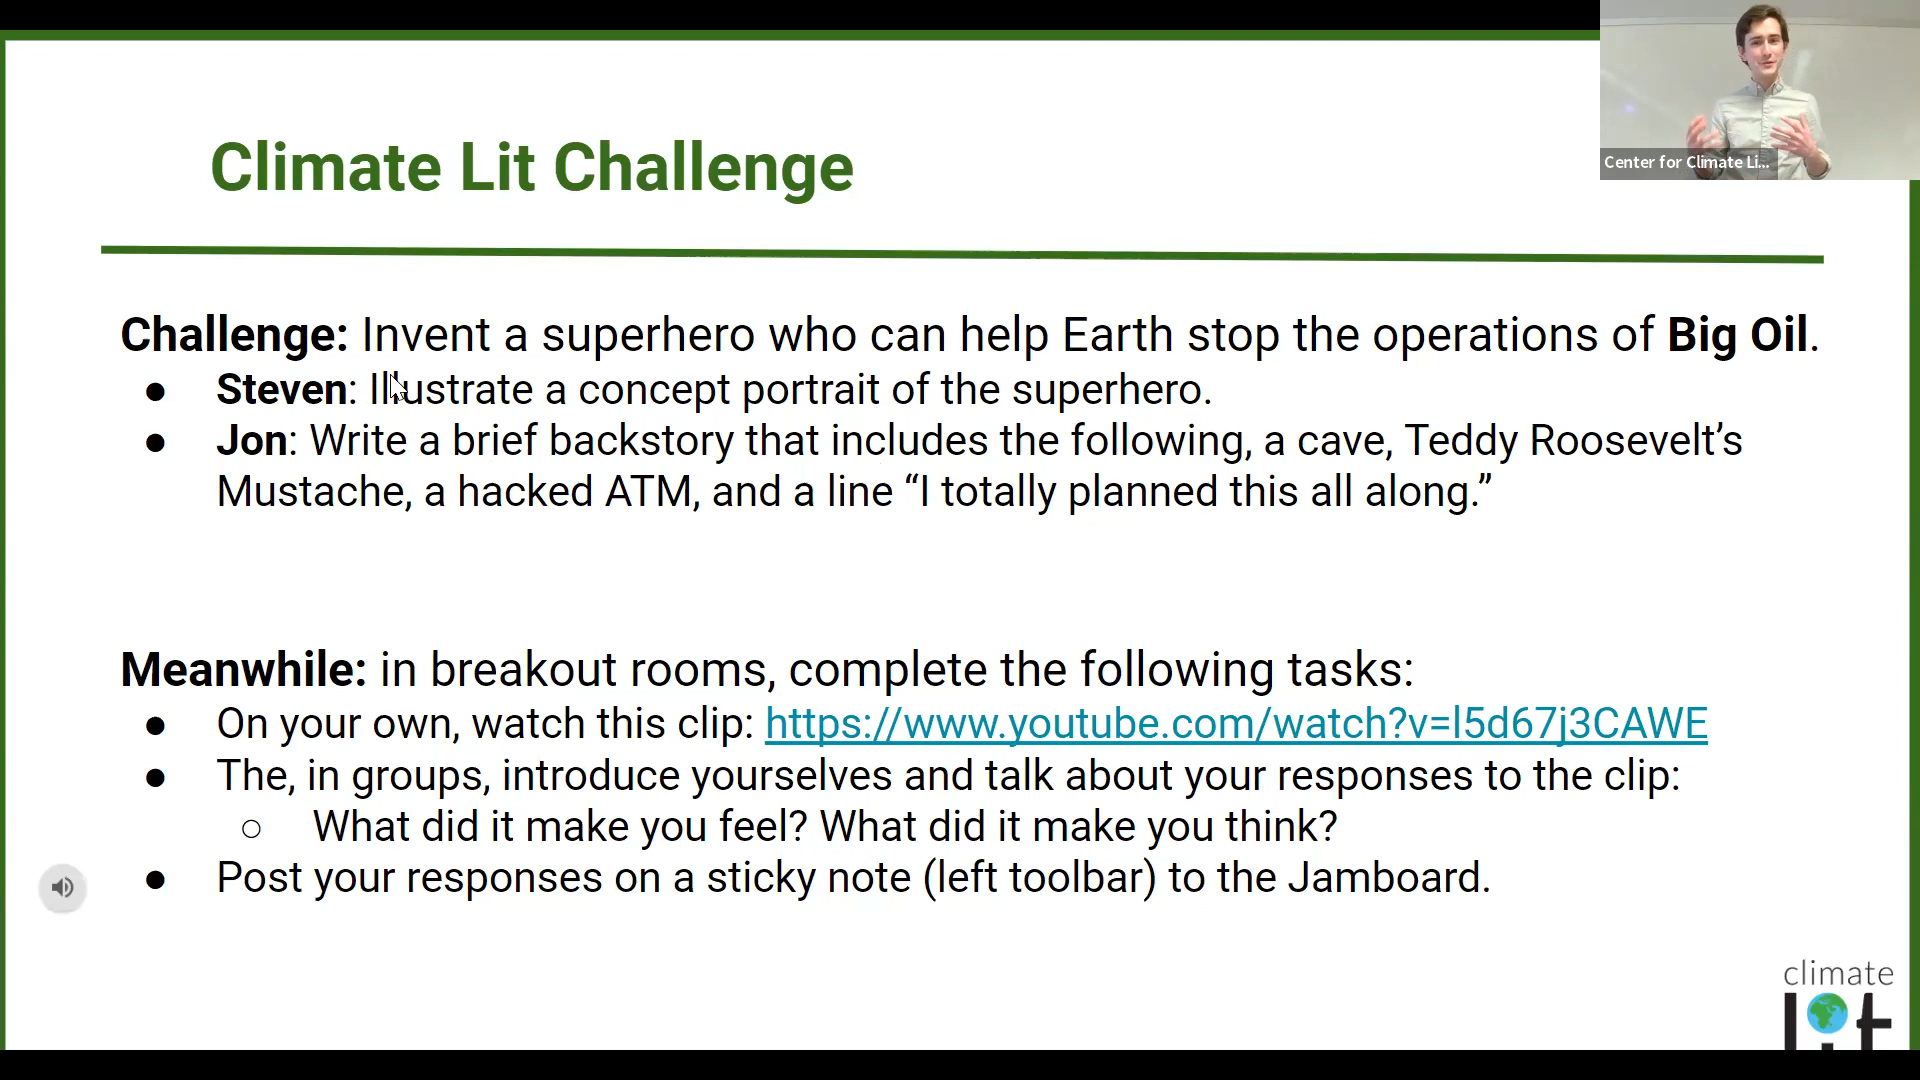 Center for Climate Li...
Climate Lit Challenge
Challenge: Invent a superhero who can help Earth stop the operations of Big Oil.
● Steven: Illustrate a concept portrait of the superhero.
● Jon: Write a brief backstory that includes the following, a cave, Teddy Roosevelt’s
Mustache, a hacked ATM, and a line “I totally planned this all along.”
Meanwhile: in breakout rooms, complete the following tasks:
● On your own, watch this clip: https://www.youtube.com/watch?v=l5d67j3CAWE
● The, in groups, introduce yourselves and talk about your responses to the clip:
○ What did it make you feel? What did it make you think?
● Post your responses on a sticky note (left toolbar) to the Jamboard.
climate
lit